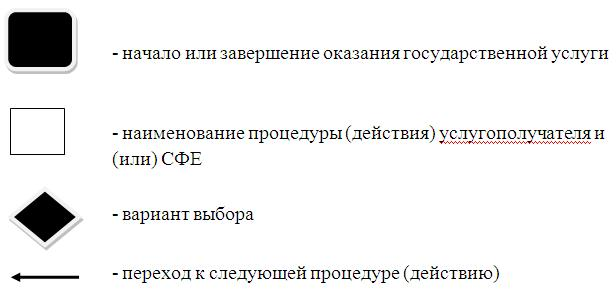 - начало или завершение оказания государственной услуги
- наименование процедуры (действия) услугополучателя и
(или) СФЕ
- вариант выбора
- переход к следующей процедуре (действию)